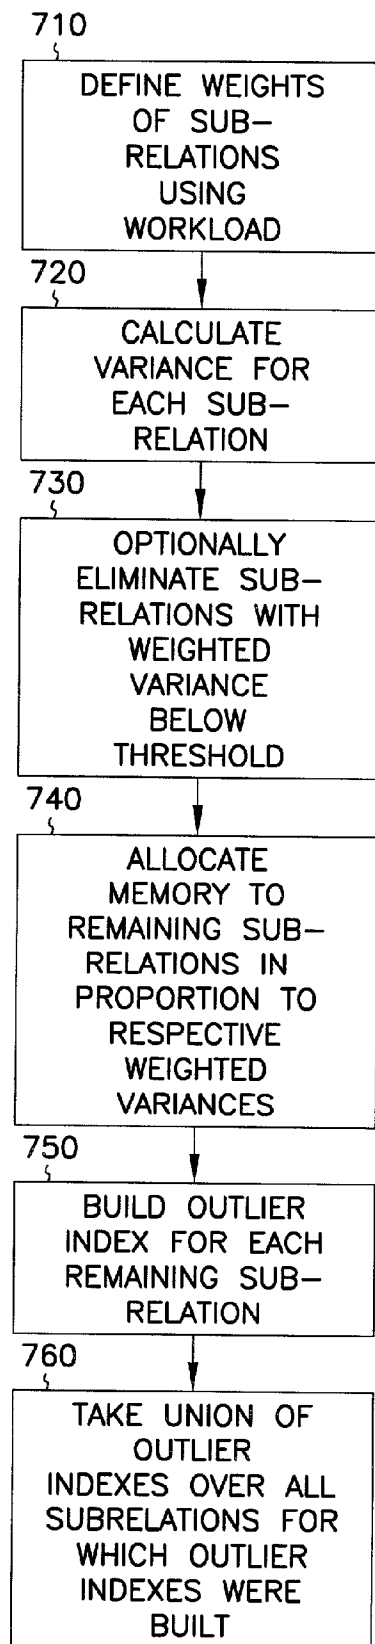 710
DEFINE WEIGHTS
OF SUB-
RELATIONS
USING
WORKLOAD
720
CALCULATE
VARIANCE FOR
EACH SUB-
RELATION
730
OPTIONALLY
ELIMINATE SUB-
RELATIONS WITH
WEIGHTED
VARIANCE
BELOW
THRESHOLD
740
ALLOCATE
MEMORY TO
REMAINING SUB-
RELATIONS IN
PROPORTION TO
RESPECTIVE
WEIGHTED
VARIANCES
750
BUILD OUTLIER
INDEX FOR EACH
REMAINING SUB-
RELATION
760
TAKE UNION OF
OUTLIER
INDEXES OVER ALL
SUBRELATIONS FOR
WHICH OUTLIER
INDEXES WERE
BUILT